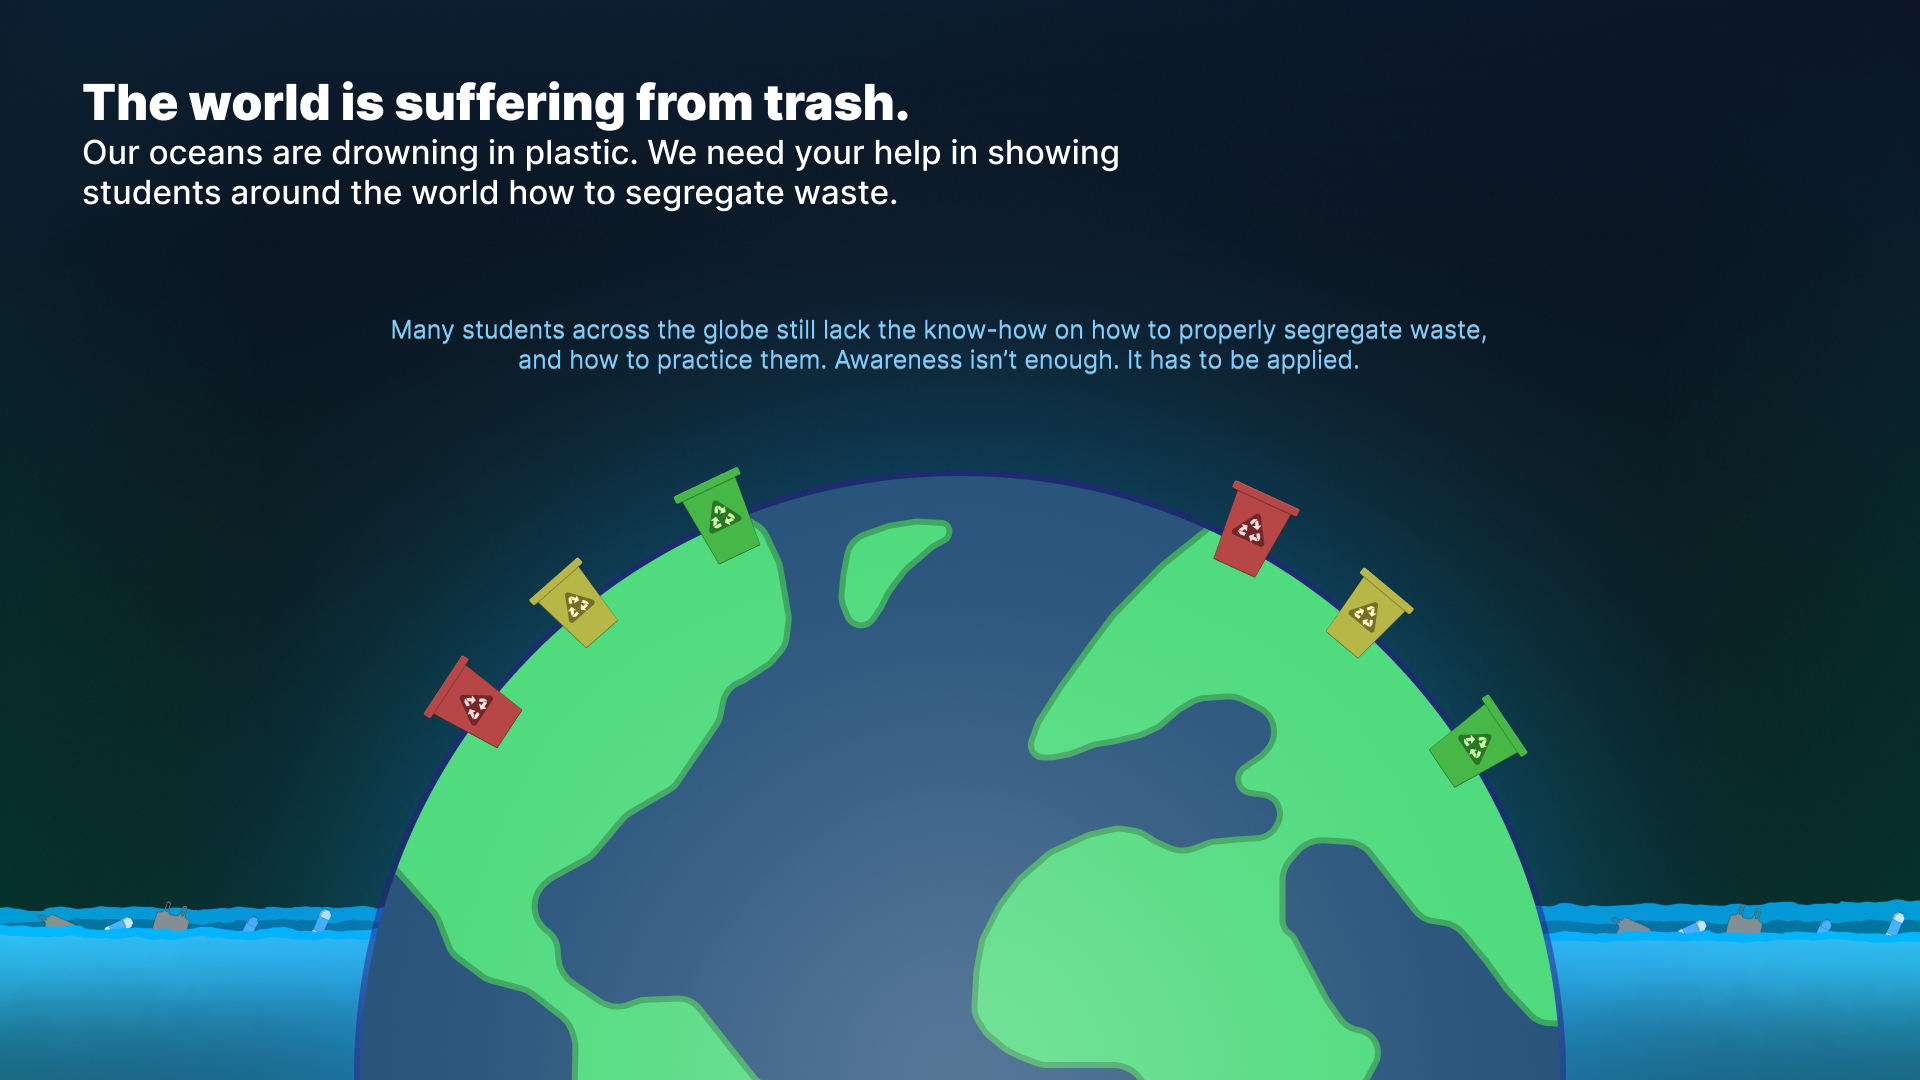 The world is suffering from trash.
Our oceans are drowning in plastic. We need your help in showing
students around the world how to segregate waste.
Many students across the globe still lack the know-how on how to properly segregate waste,
and how to practice them. Awareness isn’t enough. It has to be applied.